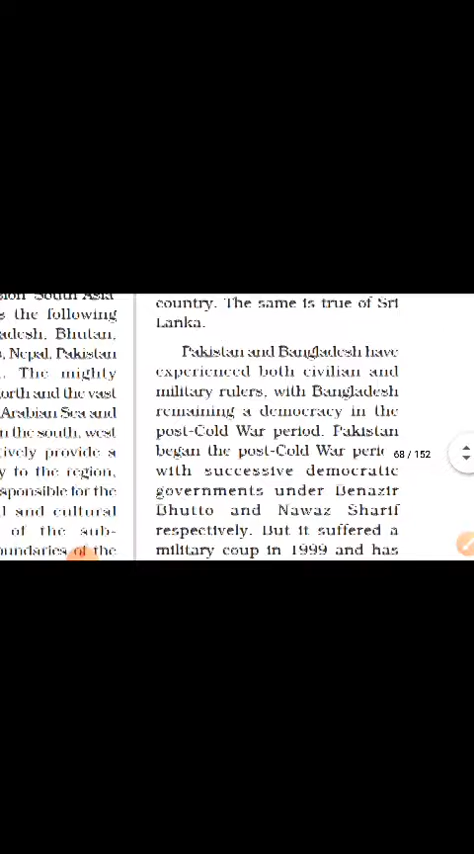 s the following
adesh, Bhutan,
, Nepal, Pakistan
. The mighty
orth and the vast
Arabian Sea and
n the south, west
ively provide a
y to the region,
sponsible for the
l and cultural
of the sub-
oundaries of the
country. The same is true of Sri
Lanka.
Pakistan and Bangladesh have
experienced both civilian and
military rulers, with Bangladesh
remaining a democracy in the
post-Cold War period. Pakistan
began the post-Cold War peri
with successive democratic
governments under Benazir
Bhutto and Nawaz Sharif
respectively. But it suffered a
military coup in 1999 and has
68 / 152